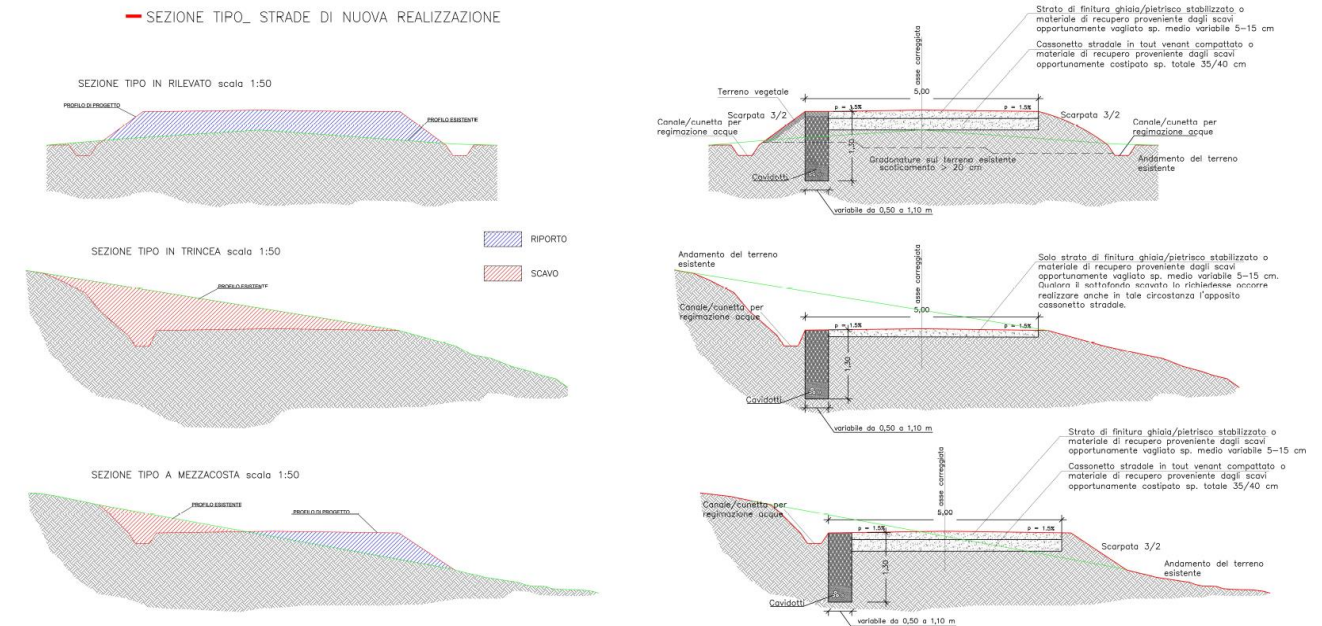 SEZIONE TIPO_ STRADE DI NUOVA REALIZZAZIONE
SEZIONE TIPO IN RILEVATO scala 1:50
PROFILO DI PROGETTO
PROFILO ESISTENTE
Strato di finitura ghiaia/pietrisco stabilizzato o
materiale di recupero proveniente dagli scavi
opportunamente vagliato sp. medio variabile 5-15 cm
Cassonetto stradale in tout venant compattato o
materiale di recupero proveniente dagli scavi
opportunamente costipato sp. totale 35/40 cm
asse carreggiata
5,00
Terreno vegetale
p = 1.5%
p = 1.5%
Scarpata 3/2
Scarpata 3/2
Canale/cunetta per
regimazione acque
Canale/cunetta per
regimazione acque
1,30
Gradonature sul terreno esistente
scoticamento > 20 cm
Andamento del terreno
esistente
Cavidotti
variabile da 0,50 a 1,10 m
RIPORTO
SCAVO
SEZIONE TIPO IN TRINCEA scala 1:50
PROFILO ESISTENTE
Andamento del terreno
esistente
asse carreggiata
Solo strato di finitura ghiaia/pietrisco stabilizzato o
materiale di recupero proveniente dagli scavi
opportunamente vagliato sp. medio variabile 5-15 cm.
Qualora il sottofondo scavato lo richiedesse occorre
realizzare anche in tale circostanza l'apposito
cassonetto stradale.
Canale/cunetta per
regimazione acque
5,00
p = 1.5%
p = 1.5%
1,30
Cavidotti
variabile da 0,50 a 1,10 m
SEZIONE TIPO A MEZZACOSTA scala 1:50
PROFILO ESISTENTE
PROFILO DI PROGETTO
Strato di finitura ghiaia/pietrisco stabilizzato o
materiale di recupero proveniente dagli scavi
opportunamente vagliato sp. medio variabile 5-15 cm
Cassonetto stradale in tout venant compattato o
materiale di recupero proveniente dagli scavi
opportunamente costipato sp. totale 35/40 cm
asse carreggiata
Canale/cunetta per
regimazione acque
5,00
p = 1.5%
p = 1.5%
Scarpata 3/2
1,30
Andamento del terreno
esistente
Cavidotti
variabile da 0,50 a 1,10 m